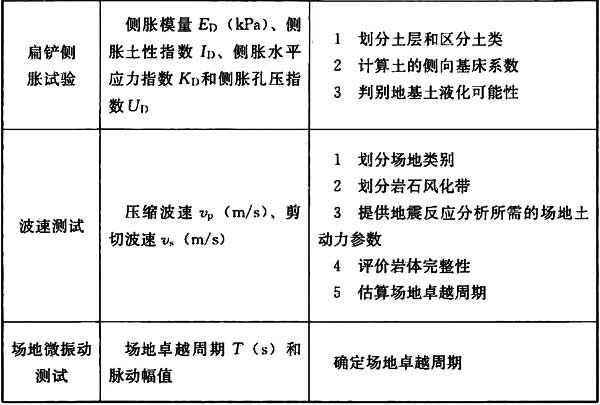 扁铲侧
胀试验
侧胀模量 E_D（kPa）、侧
胀土性指数 I_D、侧胀水平
应力指数 K_D和侧胀孔压指
数 U_D
1 划分土层和区分土类
2 计算土的侧向基床系数
3 判别地基土液化可能性
波速测试
压缩波速 v_p（m/s）、剪
切波速 v_s（m/s）
1 划分场地类别
2 划分岩石风化带
3 提供地震反应分析所需的场地土
动力参数
4 评价岩体完整性
5 估算场地卓越周期
场地微振动
测试
场地卓越周期 T（s）和
脉动幅值
确定场地卓越周期